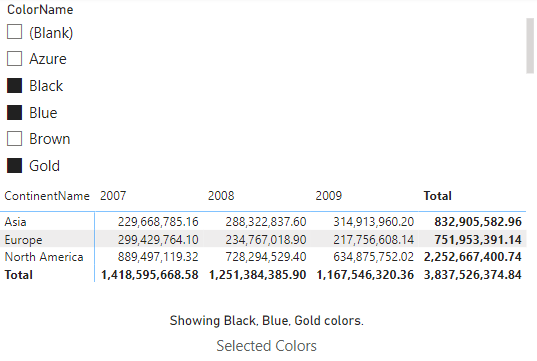 ColorName
(Blank)
Azure
Black
Blue
Brown
Gold
ContinentName 2007 2008 2009 Total
Asia 229,668,785.16 288,322,837.60 314,913,960.20 832,905,582.96
Europe 299,429,764.10 234,767,018.90 217,756,608.14 751,953,391.14
North America 889,497,119.32 728,294,529.40 634,875,752.02 2,252,667,400.74
Total 1,418,595,668.58 1,251,384,385.90 1,167,546,320.36 3,837,526,374.84
Showing Black, Blue, Gold colors.
Selected Colors